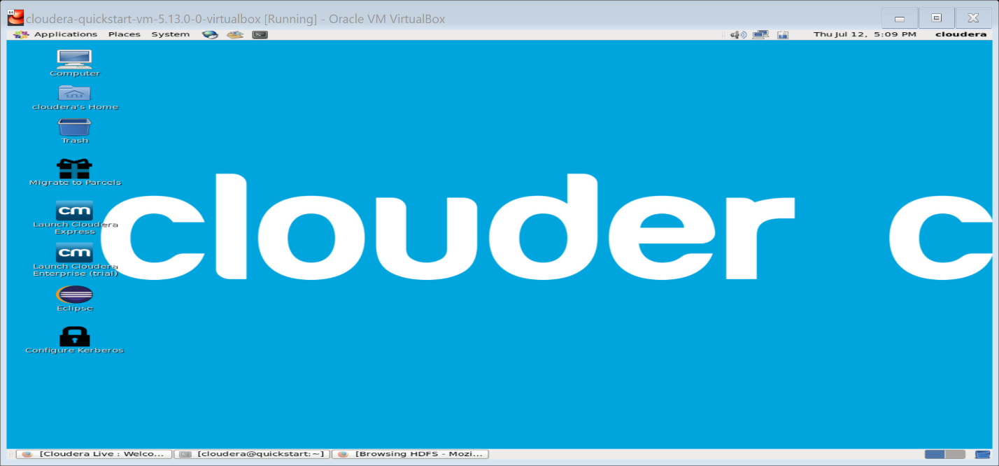 cloudera-quickstart-vm-5.13.0-0-virtualbox [Running] - Oracle VM VirtualBox
Applications Places System Thu Jul 12, 5:09 PM cloudera
Computer
cloudera's Home
Trash
Migrate to Parcels
cm
Launch Cloudera
Express
cm
Launch Cloudera
Enterprise (trial)
Eclipse
Configure Kerberos
clouder c
[Cloudera Live : Welco... [cloudera@quickstart:~] [Browsing HDFS - Mozi...